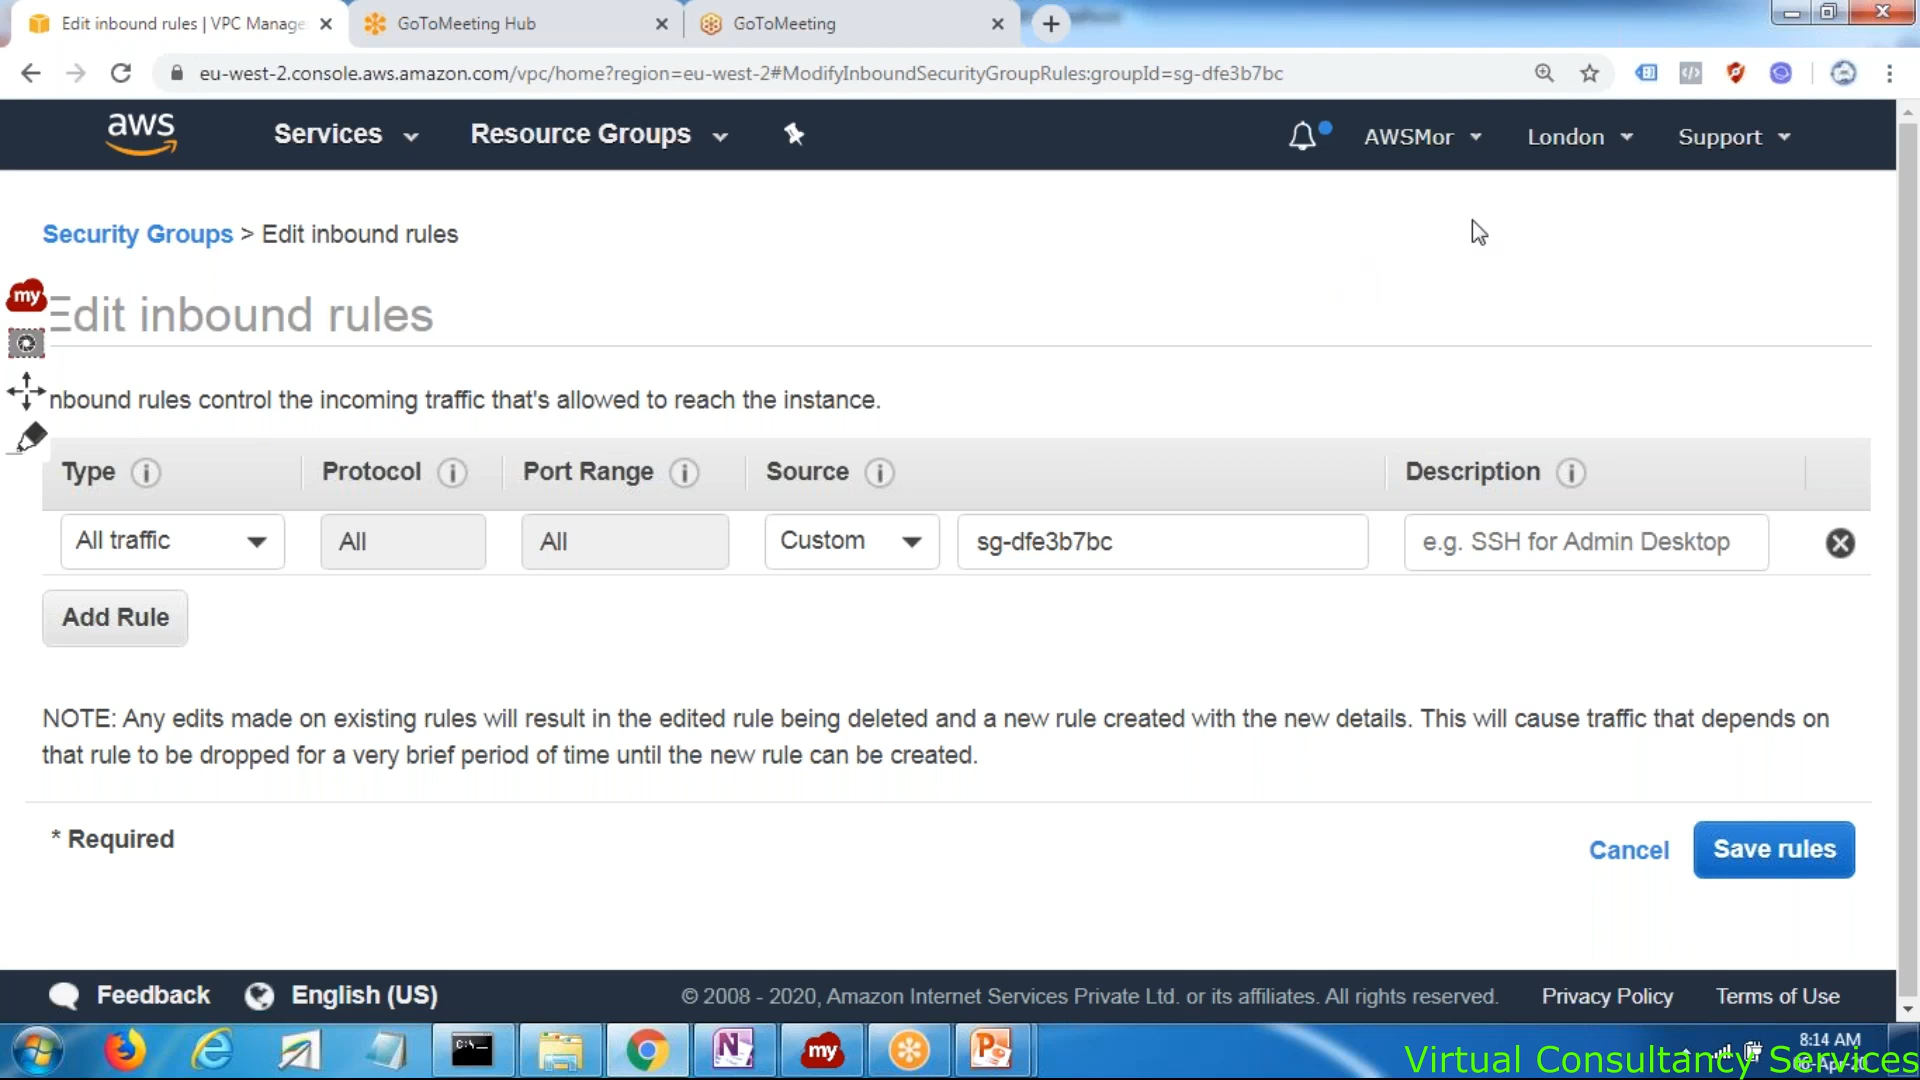 Edit inbound rules | VPC Manage
GoToMeeting Hub
GoToMeeting
eu-west-2.console.aws.amazon.com/vpc/home?region=eu-west-2#ModifyInboundSecurityGroupRules:groupId=sg-dfe3b7bc
aws
Services
Resource Groups
AWSMor
London
Support
Security Groups > Edit inbound rules
my
Edit inbound rules
nbound rules control the incoming traffic that's allowed to reach the instance.
Type
Protocol
Port Range
Source
Description
All traffic
All
All
Custom
sg-dfe3b7bc
e.g. SSH for Admin Desktop
Add Rule
NOTE: Any edits made on existing rules will result in the edited rule being deleted and a new rule created with the new details. This will cause traffic that depends on
that rule to be dropped for a very brief period of time until the new rule can be created.
* Required
Cancel
Save rules
Feedback
English (US)
© 2008 - 2020, Amazon Internet Services Private Ltd. or its affiliates. All rights reserved.
Privacy Policy
Terms of Use
my
8:14 AM
Virtual Consultancy Services